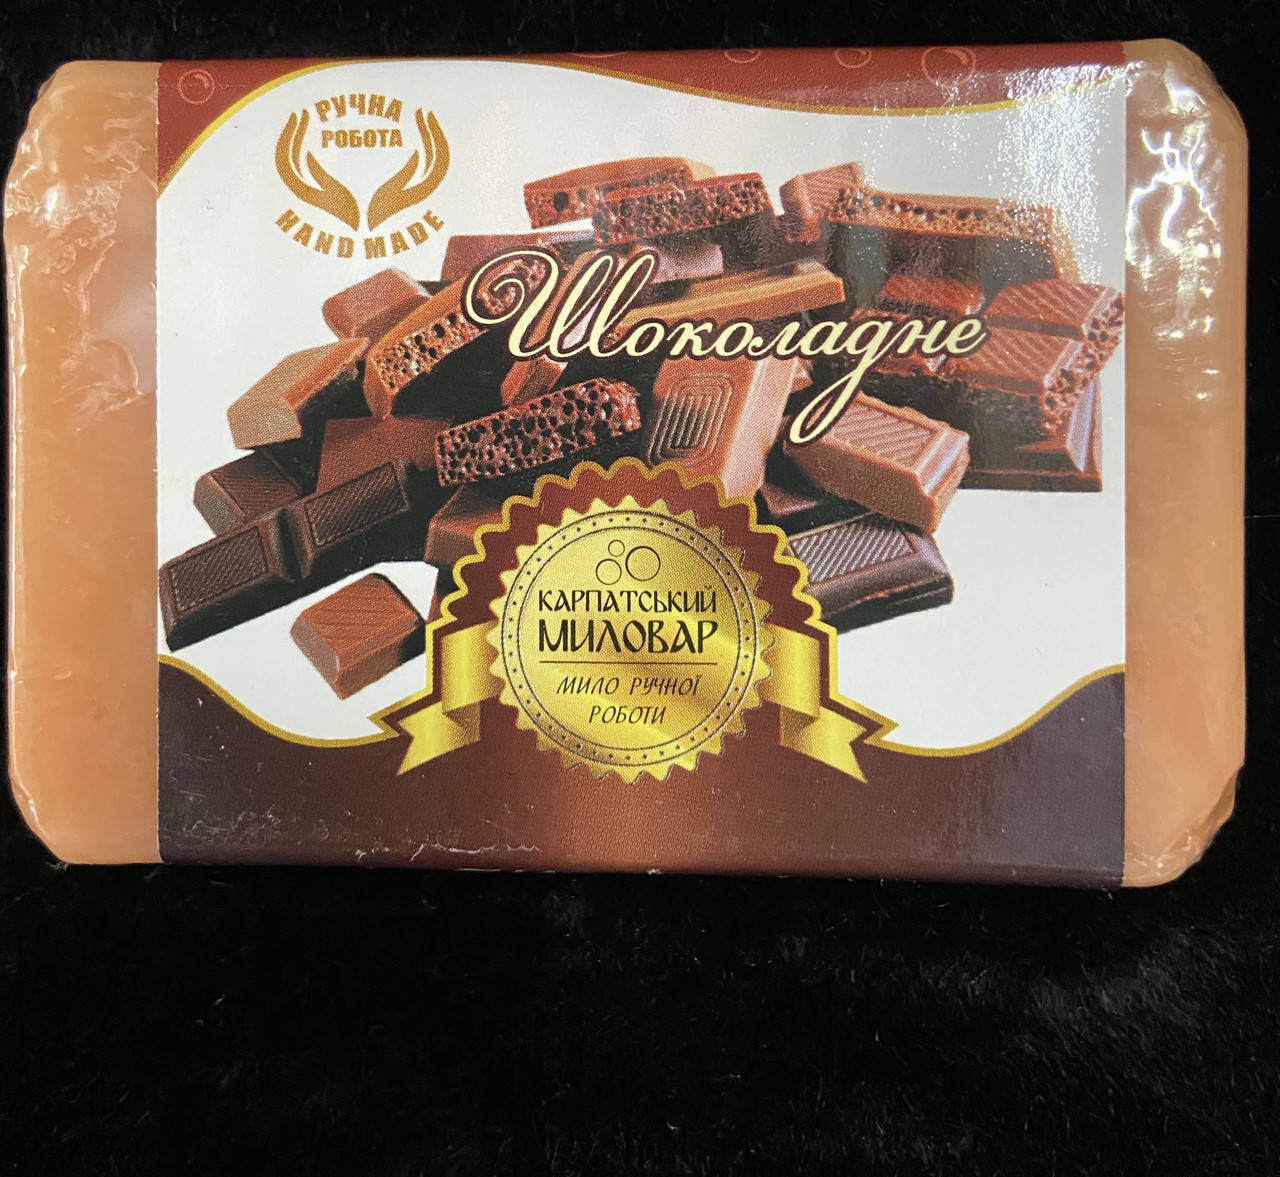 РУЧНА
РОБОТА
HAND MADE
Шоколадне
КАРПАТСЬКИЙ
МИЛОВАР
МИЛО РУЧНОЇ
РОБОТИ